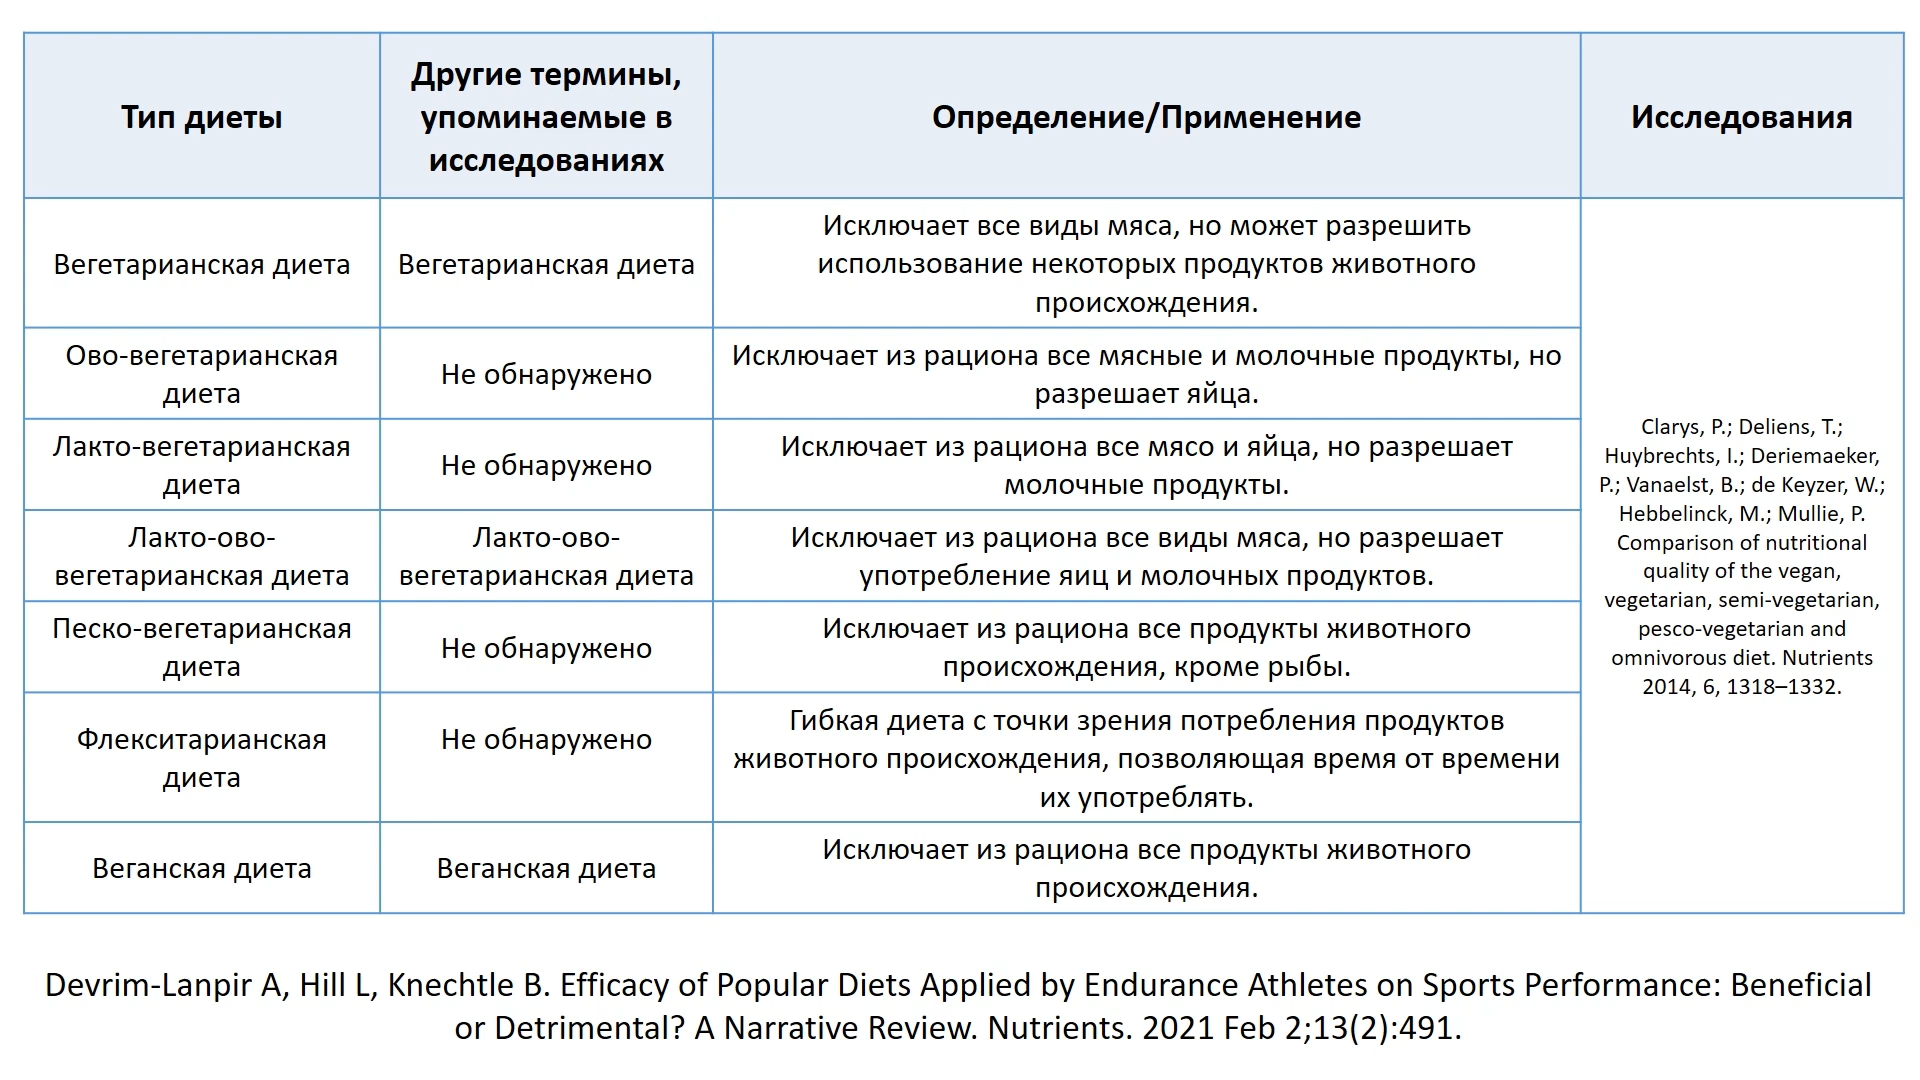 Тип диеты
Другие термины,
упоминаемые в
исследованиях
Определение/Применение
Исследования
Вегетарианская диета
Вегетарианская диета
Исключает все виды мяса, но может разрешить
использование некоторых продуктов животного
происхождения.
Ово-вегетарианская
диета
Не обнаружено
Исключает из рациона все мясные и молочные продукты, но
разрешает яйца.
Лакто-вегетарианская
диета
Не обнаружено
Исключает из рациона все мясо и яйца, но разрешает
молочные продукты.
Лакто-ово-
вегетарианская диета
Лакто-ово-
вегетарианская диета
Исключает из рациона все виды мяса, но разрешает
употребление яиц и молочных продуктов.
Песко-вегетарианская
диета
Не обнаружено
Исключает из рациона все продукты животного
происхождения, кроме рыбы.
Флекситарианская
диета
Не обнаружено
Гибкая диета с точки зрения потребления продуктов
животного происхождения, позволяющая время от времени
их употреблять.
Веганская диета
Веганская диета
Исключает из рациона все продукты животного
происхождения.
Clarys, P.; Deliens, T.;
Huybrechts, I.; Deriemaeker,
P.; Vanaelst, B.; de Keyzer, W.;
Hebbelinck, M.; Mullie, P.
Comparison of nutritional
quality of the vegan,
vegetarian, semi-vegetarian,
pesco-vegetarian and
omnivorous diet. Nutrients
2014, 6, 1318–1332.
Devrim-Lanpir A, Hill L, Knechtle B. Efficacy of Popular Diets Applied by Endurance Athletes on Sports Performance: Beneficial
or Detrimental? A Narrative Review. Nutrients. 2021 Feb 2;13(2):491.